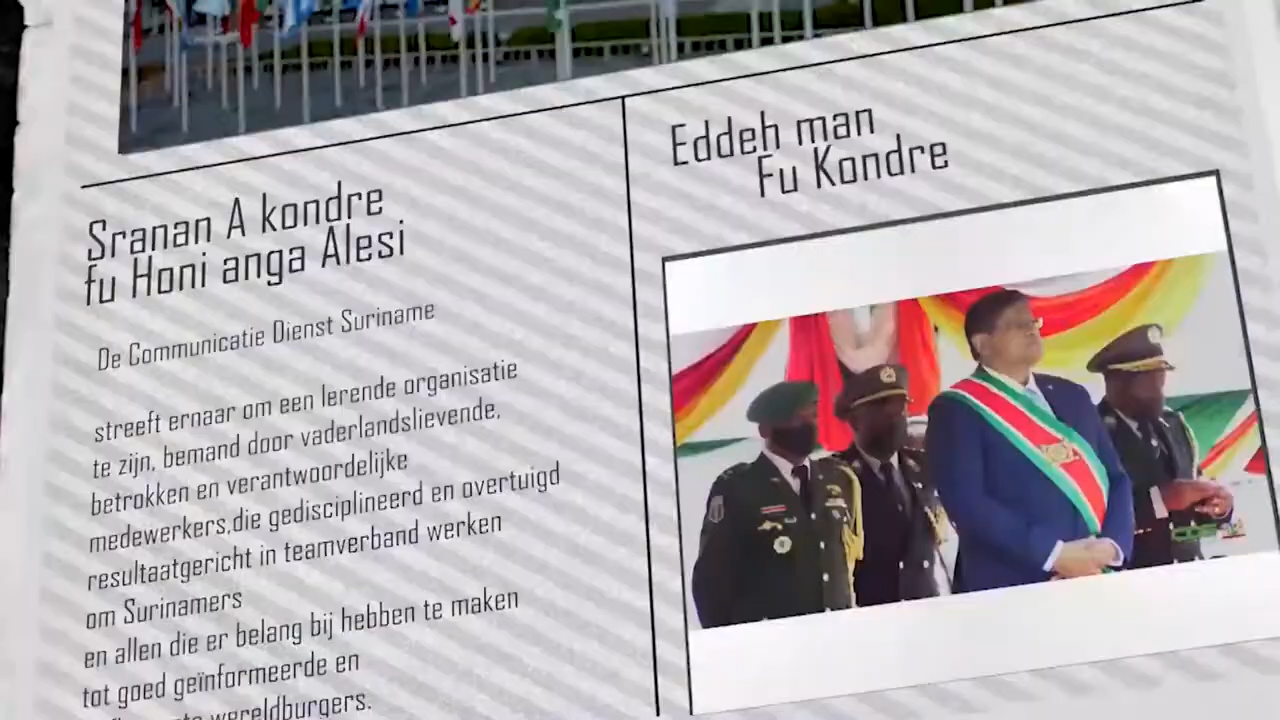 Sranan A kondre
fu Honi anga Alesi
De Communicatie Dienst Suriname
streeft ernaar om een lerende organisatie
te zijn, bemand door vaderlandslievende,
betrokken en verantwoordelijke
medewerkers,die gedisciplineerd en overtuigd
resultaatgericht in teamverband werken
om Surinamers
en allen die er belang bij hebben te maken
tot goed geïnformeerde en
wereldburgers.
Eddeh man
Fu Kondre